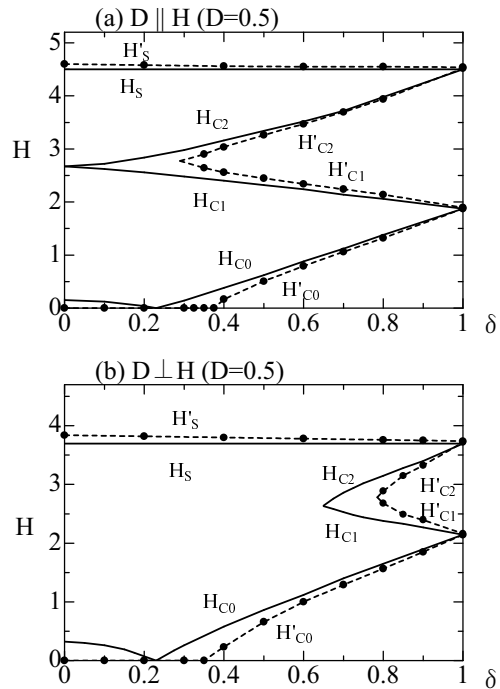 (a) D || H (D=0.5)
5
H'S
4
HS
HC2
H'C2
H 3
H'C1
HC1
2
HC0
1
H'C0
0
0 0.2 0.4 0.6 0.8 1 δ
(b) D⊥H (D=0.5)
4
H'S
HS
3
HC2
H'C2
H
H'C1
HC1
2
HC0
1
H'C0
0
0 0.2 0.4 0.6 0.8 1 δ